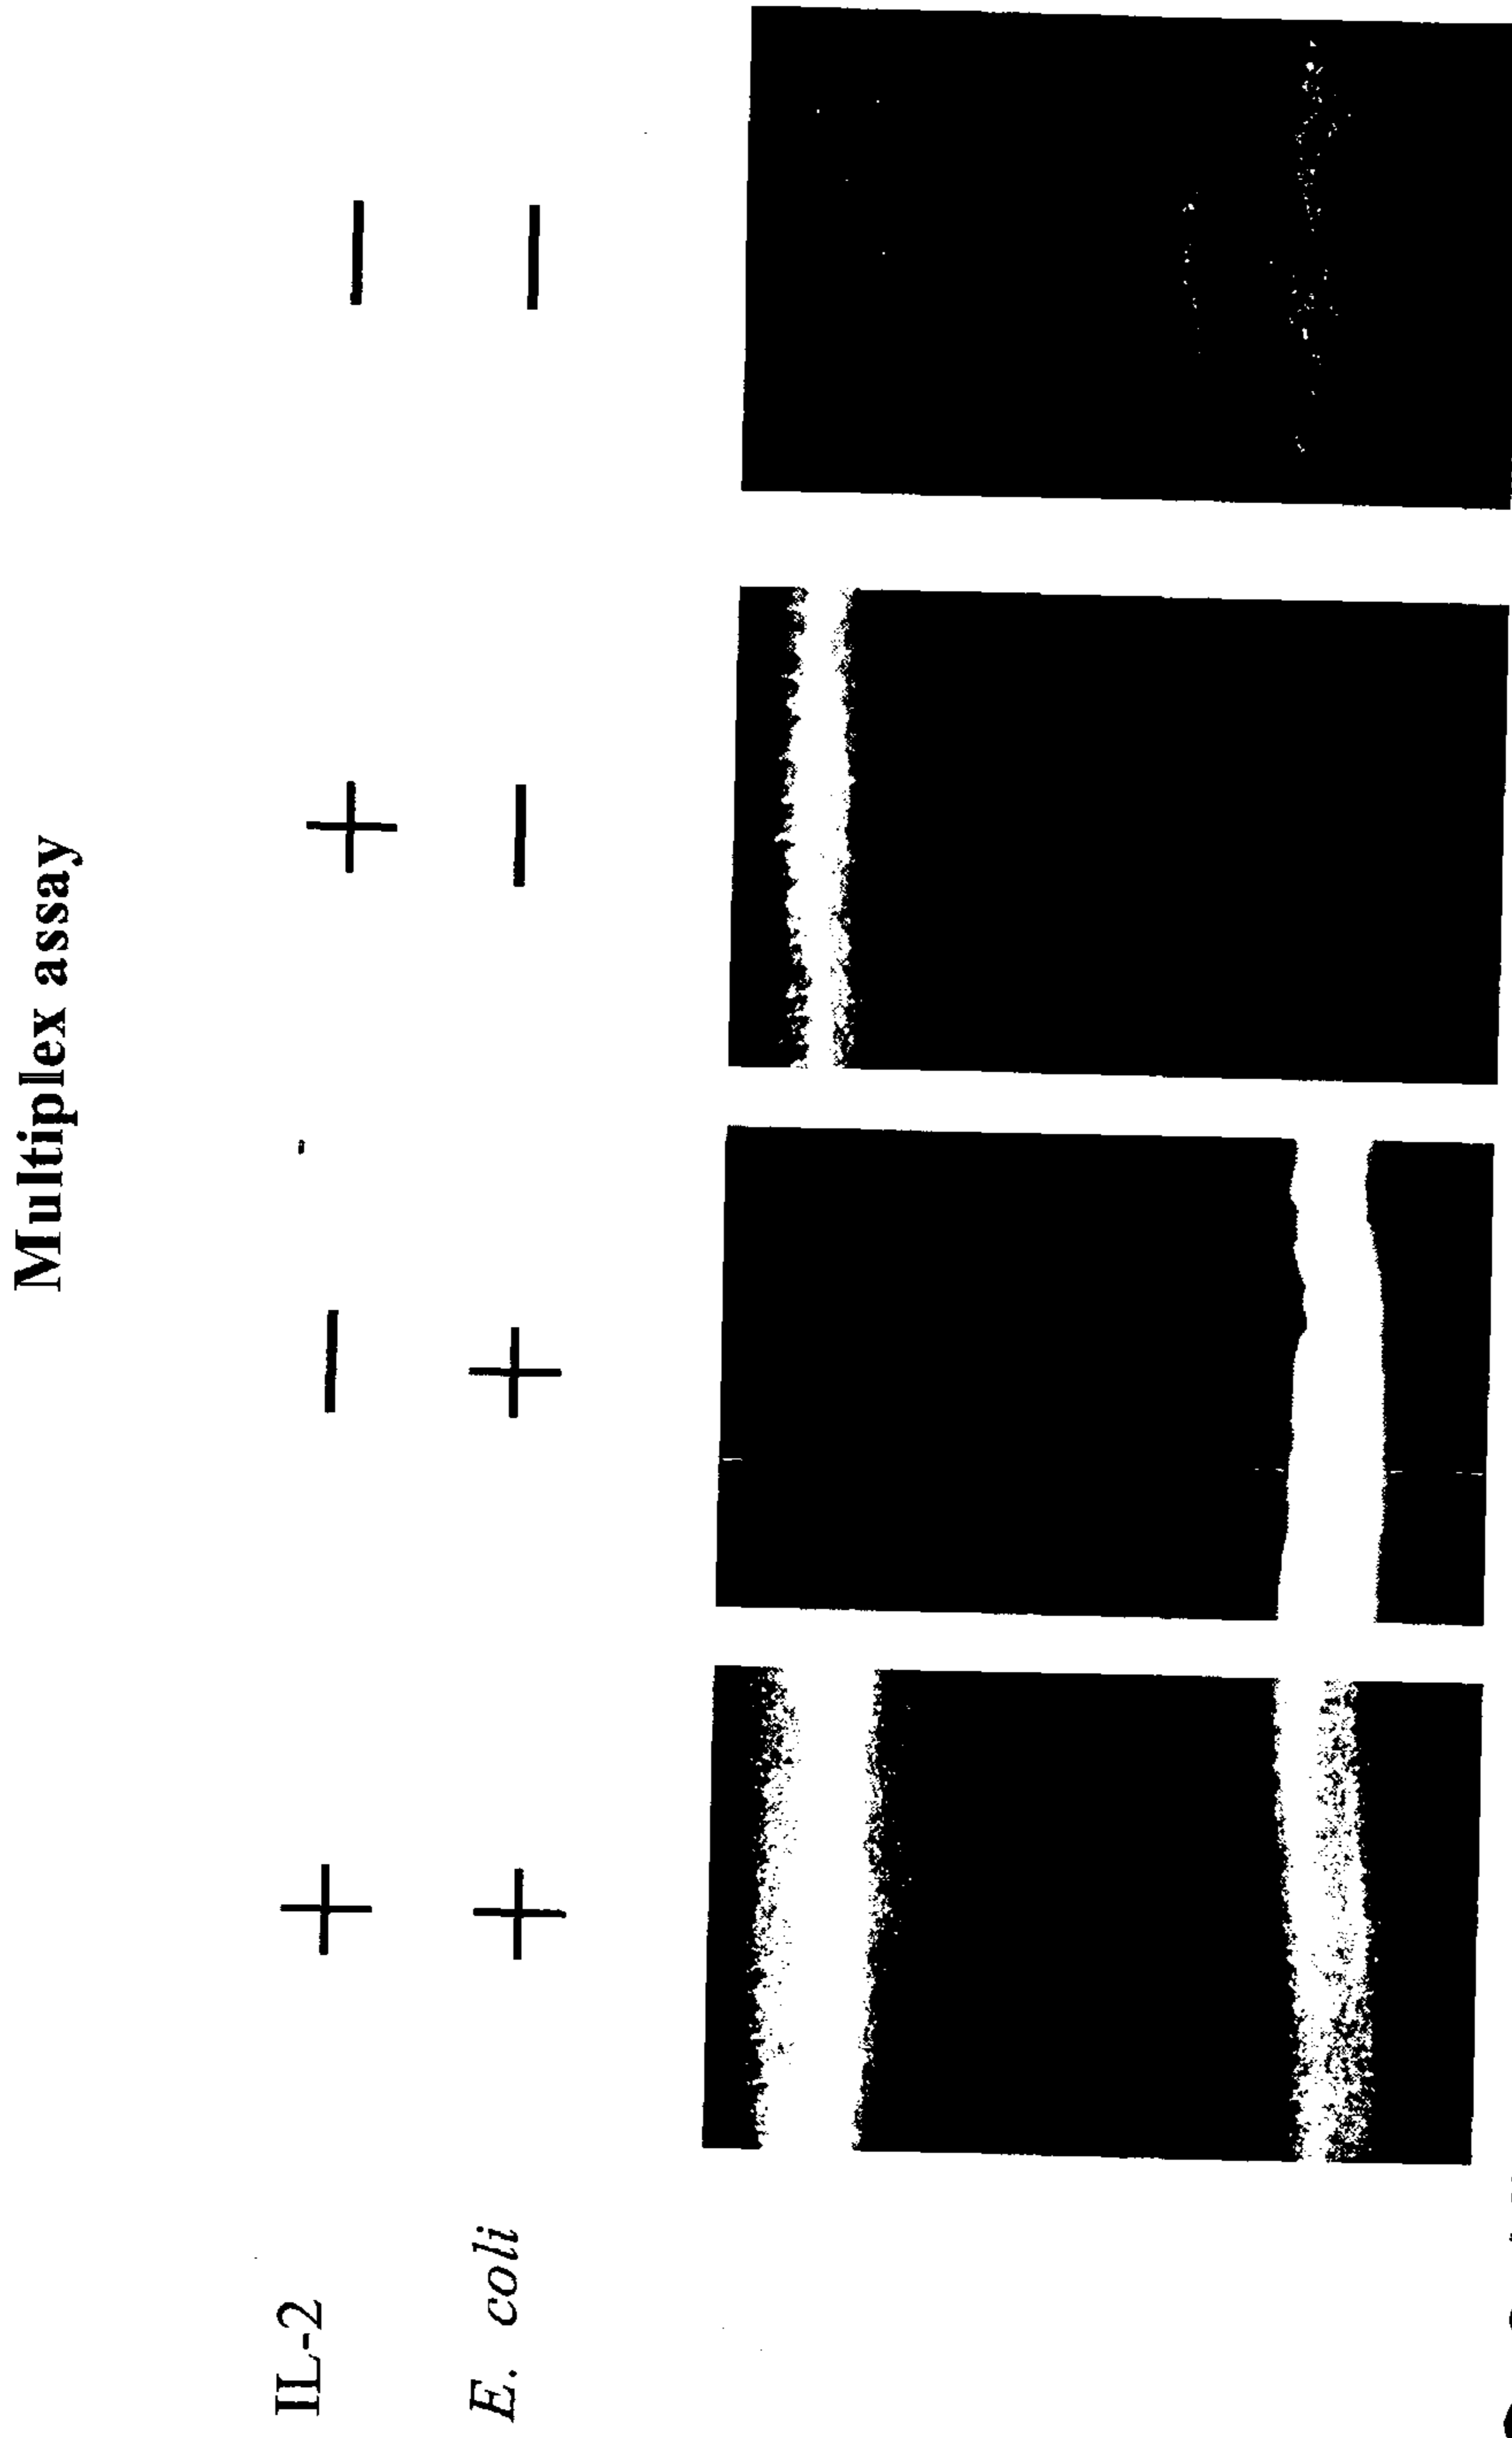 Multiplex assay
IL-2 + − + −
E. coli + + − −